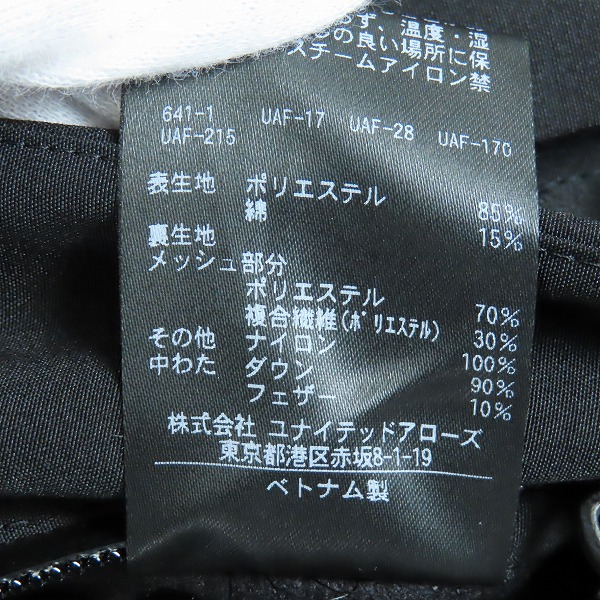 らず、温度・湿
の良い場所に保
スチームアイロン禁
641-1 UAF-17 UAF-28 UAF-170
UAF-215
表生地 ポリエステル 85%
綿 15%
裏生地
メッシュ部分
ポリエステル 70%
複合繊維(ポリエステル) 30%
その他 ナイロン 100%
中わた ダウン 90%
フェザー 10%
株式会社 ユナイテッドアローズ
東京都港区赤坂8-1-19
ベトナム製